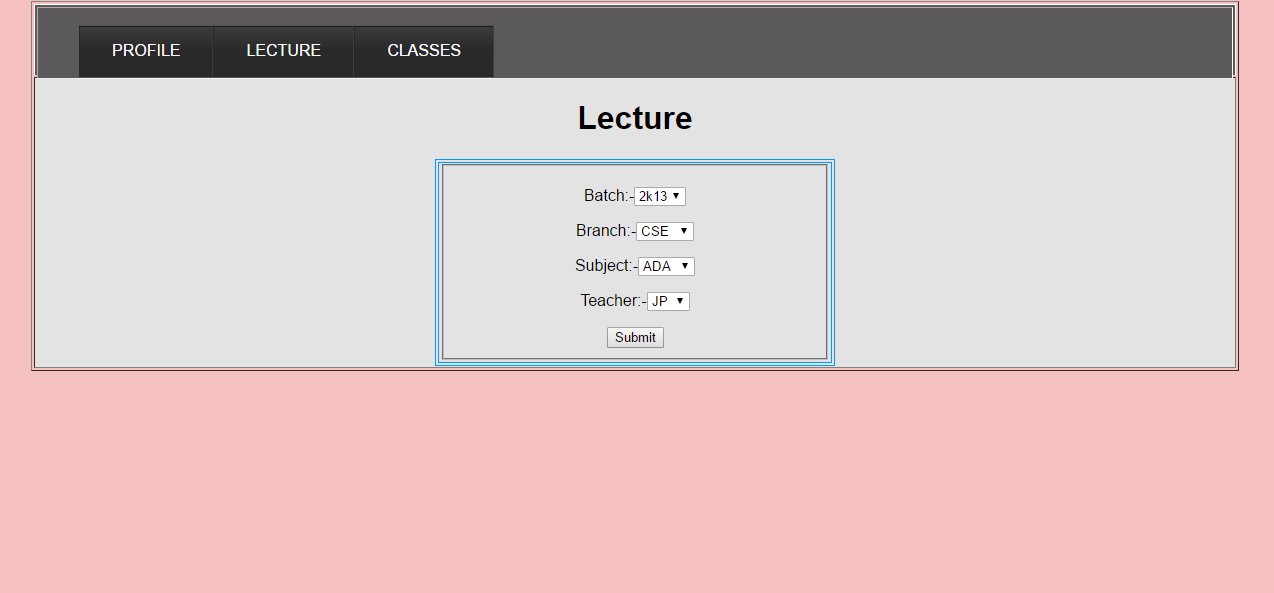 PROFILE LECTURE CLASSES
Lecture
Batch:-2k13
Branch:-CSE
Subject:-ADA
Teacher:-JP
Submit